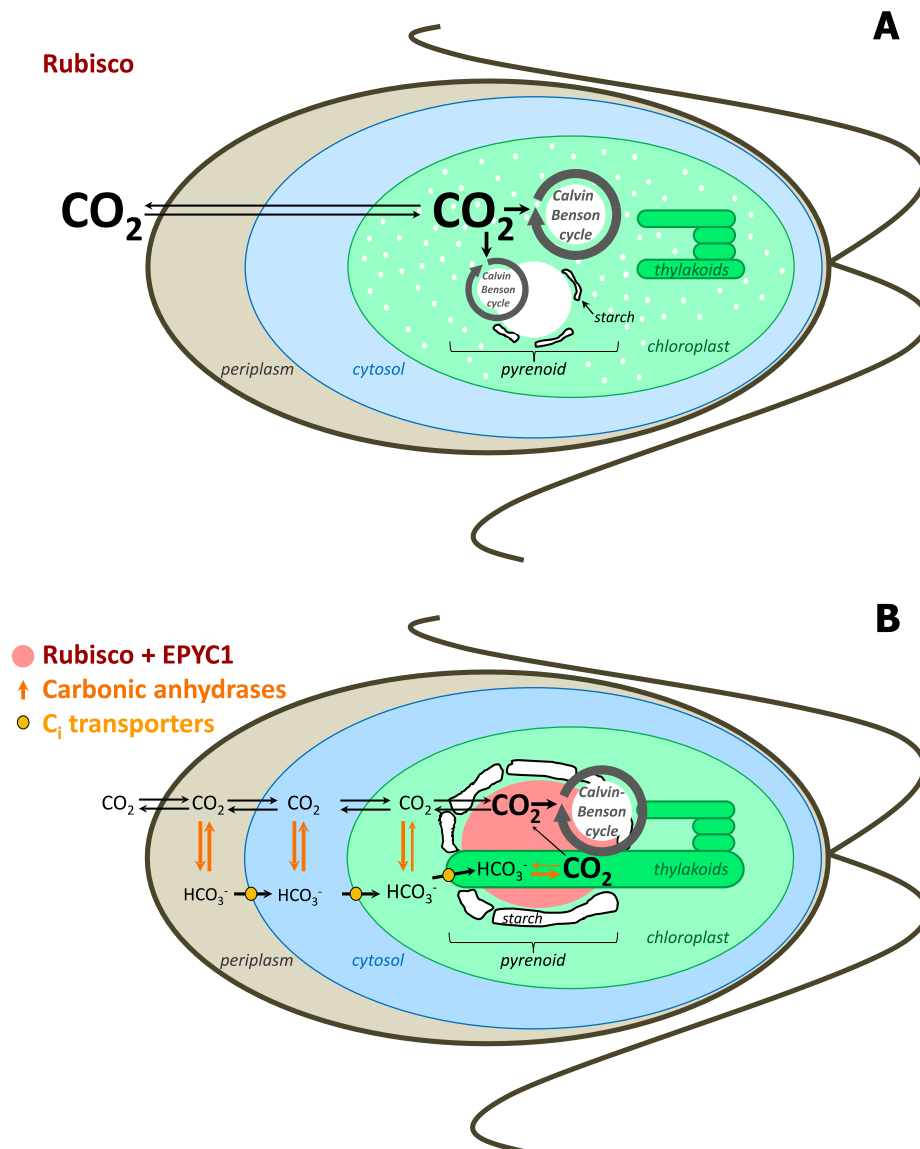 A
Rubisco
CO2
CO2
Calvin
Benson
cycle
Calvin
Benson
cycle
thylakoids
starch
chloroplast
periplasm
cytosol
pyrenoid
B
Rubisco + EPYC1
Carbonic anhydrases
Ci transporters
CO2
CO2
CO2
CO2
CO2
Calvin-
Benson
cycle
HCO3-
HCO3-
HCO3-
HCO3-
CO2
thylakoids
starch
chloroplast
periplasm
cytosol
pyrenoid